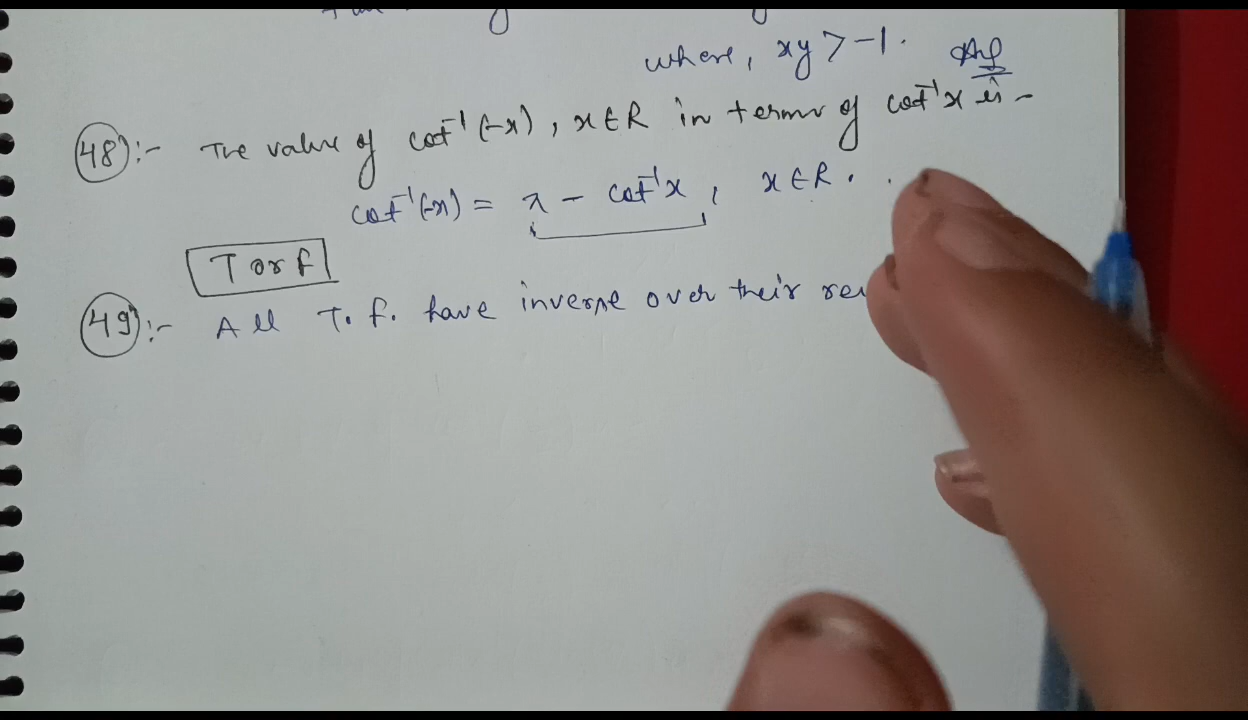 where, xy > -1. Ans
(48):- The value of cot⁻¹(-x), x ∈ R in terms of cot⁻¹x is -
cot⁻¹(-x) = π - cot⁻¹x, x ∈ R.
T or F
(49):- All T. f. have inverse over their